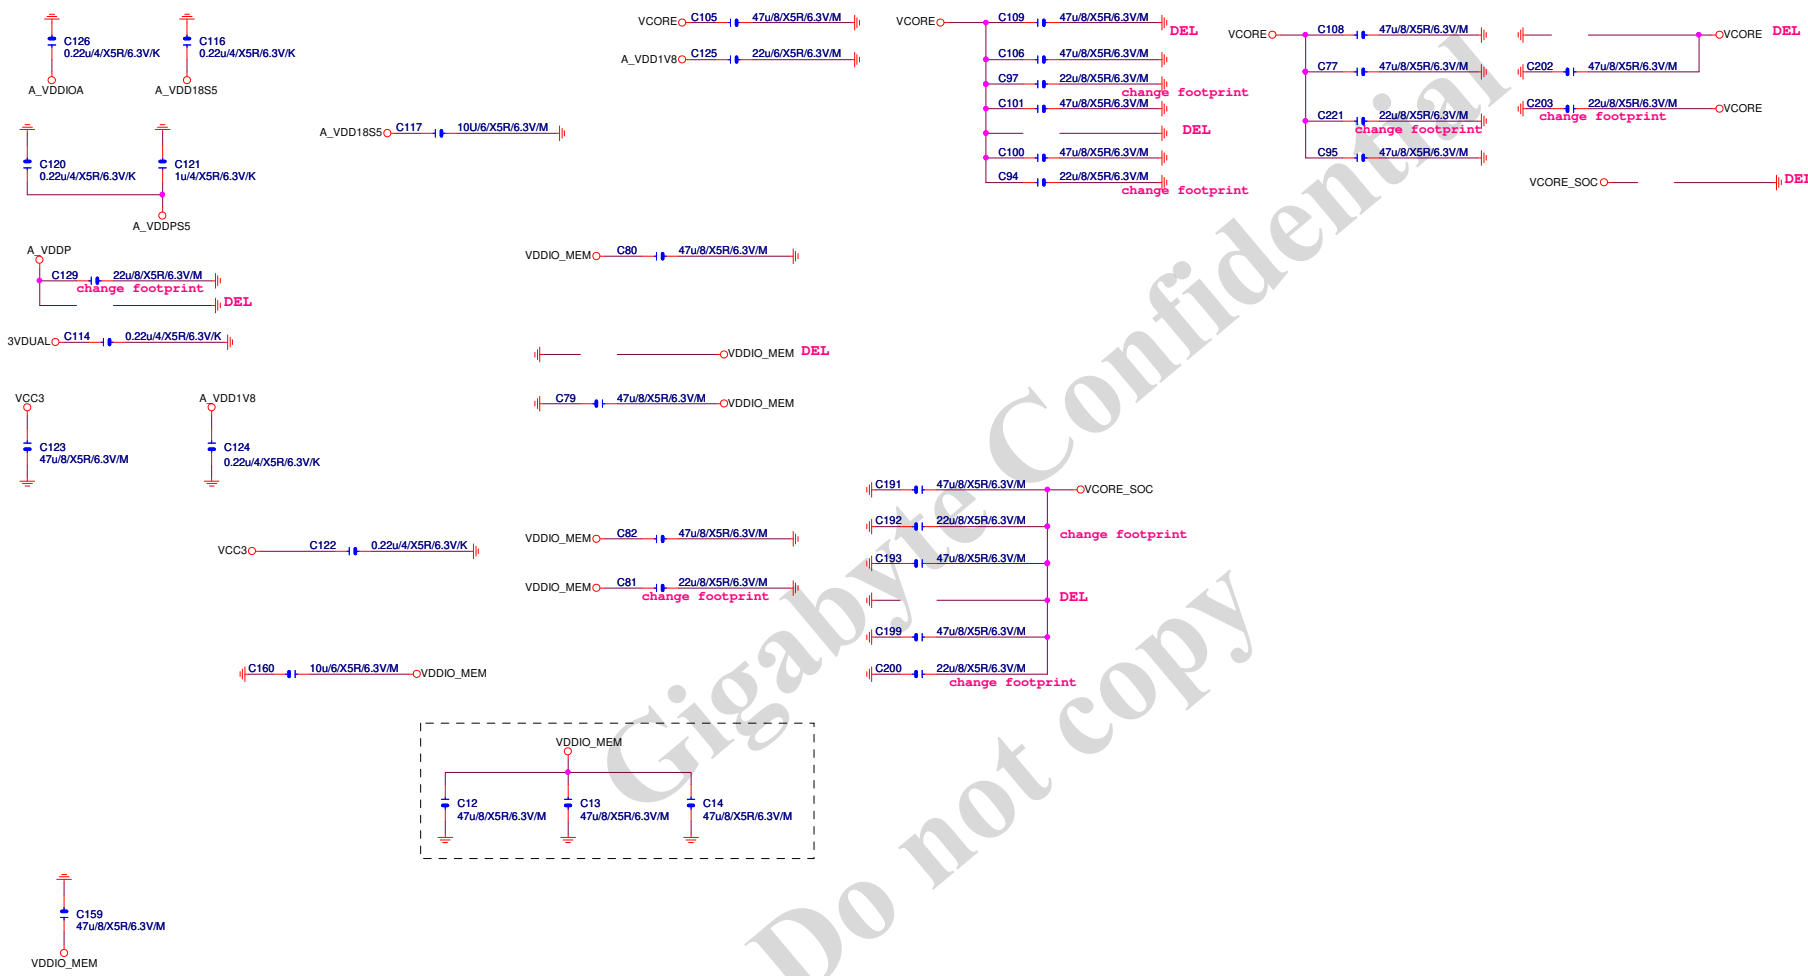 C126
0.22u/4/X5R/6.3V/K
A_VDDIOA
C116
0.22u/4/X5R/6.3V/K
A_VDD18S5
C120
0.22u/4/X5R/6.3V/K
C121
1u/4/X5R/6.3V/K
A_VDDPS5
A_VDDP
C129 22u/8/X5R/6.3V/M
change footprint
DEL
3VDUAL C114 0.22u/4/X5R/6.3V/K
VCC3
C123
47u/8/X5R/6.3V/M
A_VDD1V8
C124
0.22u/4/X5R/6.3V/K
A_VDD18S5 C117 10U/6/X5R/6.3V/M
VCC3 C122 0.22u/4/X5R/6.3V/K
C160 10u/6/X5R/6.3V/M VDDIO_MEM
VCORE C105 47u/8/X5R/6.3V/M
A_VDD1V8 C125 22u/6/X5R/6.3V/M
VDDIO_MEM C80 47u/8/X5R/6.3V/M
VDDIO_MEM DEL
C79 47u/8/X5R/6.3V/M VDDIO_MEM
VDDIO_MEM C82 47u/8/X5R/6.3V/M
VDDIO_MEM C81 22u/8/X5R/6.3V/M
change footprint
VCORE C109 47u/8/X5R/6.3V/M
DEL
C106 47u/8/X5R/6.3V/M
C97 22u/8/X5R/6.3V/M
change footprint
C101 47u/8/X5R/6.3V/M
DEL
C100 47u/8/X5R/6.3V/M
C94 22u/8/X5R/6.3V/M
change footprint
VCORE C108 47u/8/X5R/6.3V/M
C77 47u/8/X5R/6.3V/M
C221 22u/8/X5R/6.3V/M
change footprint
C95 47u/8/X5R/6.3V/M
VCORE DEL
C202 47u/8/X5R/6.3V/M
C203 22u/8/X5R/6.3V/M VCORE
change footprint
VCORE_SOC DEL
C191 47u/8/X5R/6.3V/M VCORE_SOC
C192 22u/8/X5R/6.3V/M
change footprint
C193 47u/8/X5R/6.3V/M
DEL
C199 47u/8/X5R/6.3V/M
C200 22u/8/X5R/6.3V/M
change footprint
VDDIO_MEM
C12
47u/8/X5R/6.3V/M
C13
47u/8/X5R/6.3V/M
C14
47u/8/X5R/6.3V/M
C159
47u/8/X5R/6.3V/M
VDDIO_MEM
Gigabyte Confidential
Do not copy